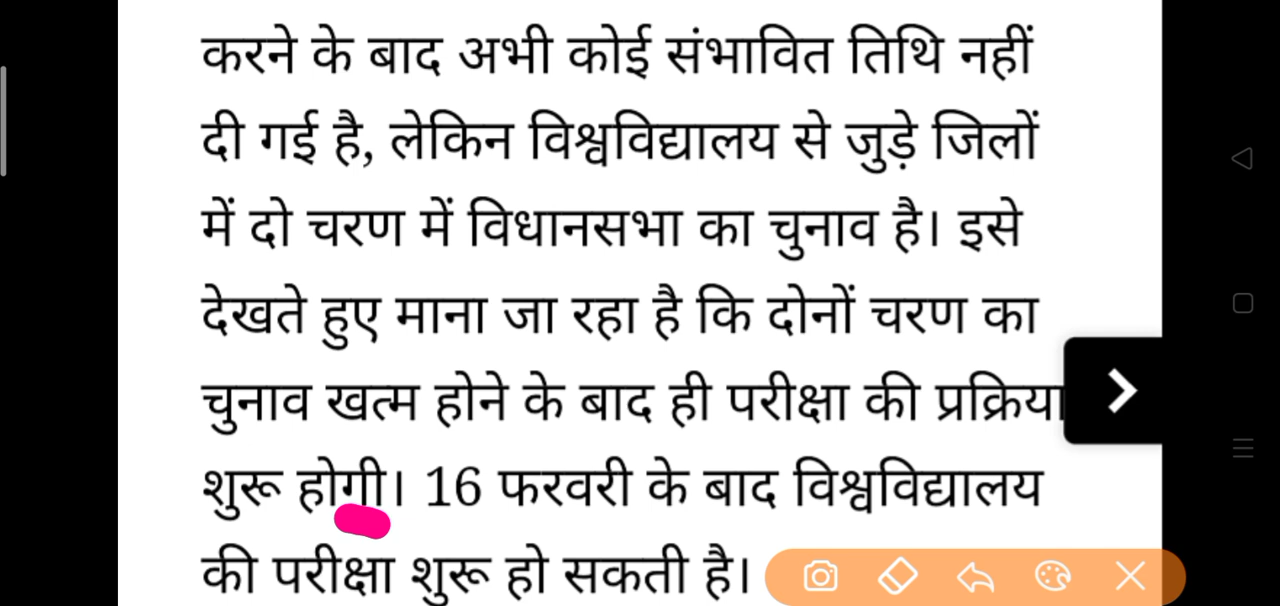 करने के बाद अभी कोई संभावित तिथि नहीं
दी गई है, लेकिन विश्वविद्यालय से जुड़े जिलों
में दो चरण में विधानसभा का चुनाव है। इसे
देखते हुए माना जा रहा है कि दोनों चरण का
चुनाव खत्म होने के बाद ही परीक्षा की प्रक्रिया
शुरू होगी। 16 फरवरी के बाद विश्वविद्यालय
की परीक्षा शुरू हो सकती है।